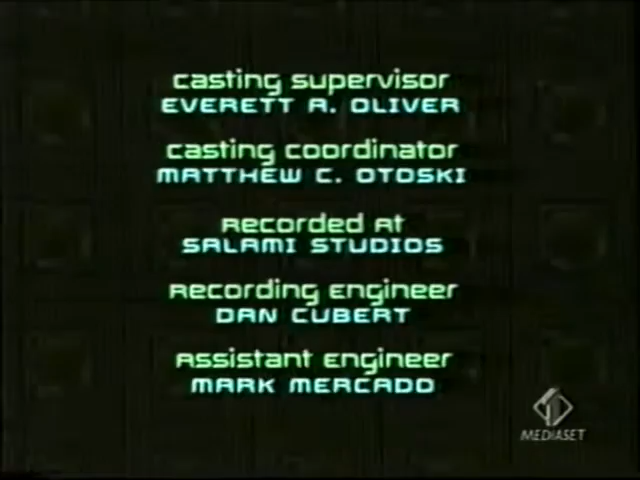 casting supervisor
EVERETT A. OLIVER
casting coordinator
MATTHEW C. OTOSKI
Recorded At
SALAMI STUDIOS
Recording Engineer
DAN CUBERT
Assistant Engineer
MARK MERCADO
MEDIASET